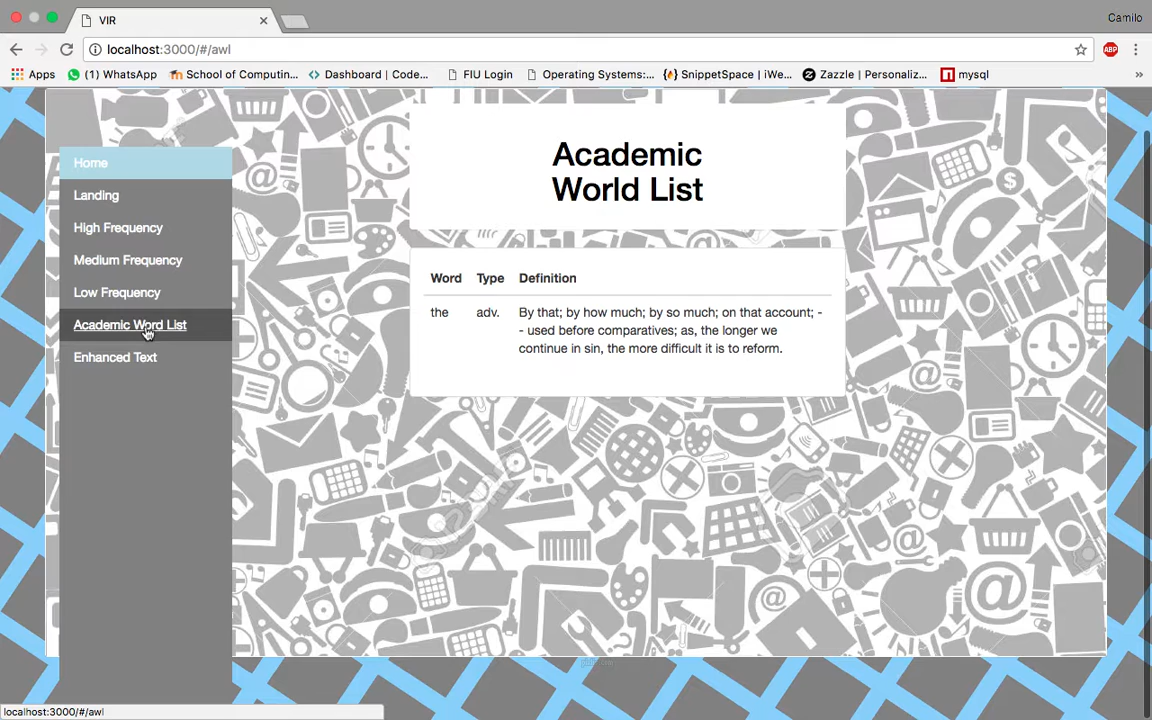 VIR
Camilo
localhost:3000/#/awl
ABP
Apps
(1) WhatsApp
School of Computin...
Dashboard | Code...
FIU Login
Operating Systems:...
SnippetSpace | iWe...
Zazzle | Personaliz...
mysql
»
Home
Landing
High Frequency
Medium Frequency
Low Frequency
Academic Word List
Enhanced Text
Academic
World List
Word Type Definition
the adv. By that; by how much; by so much; on that account; -
- used before comparatives; as, the longer we
continue in sin, the more difficult it is to reform.
localhost:3000/#/awl